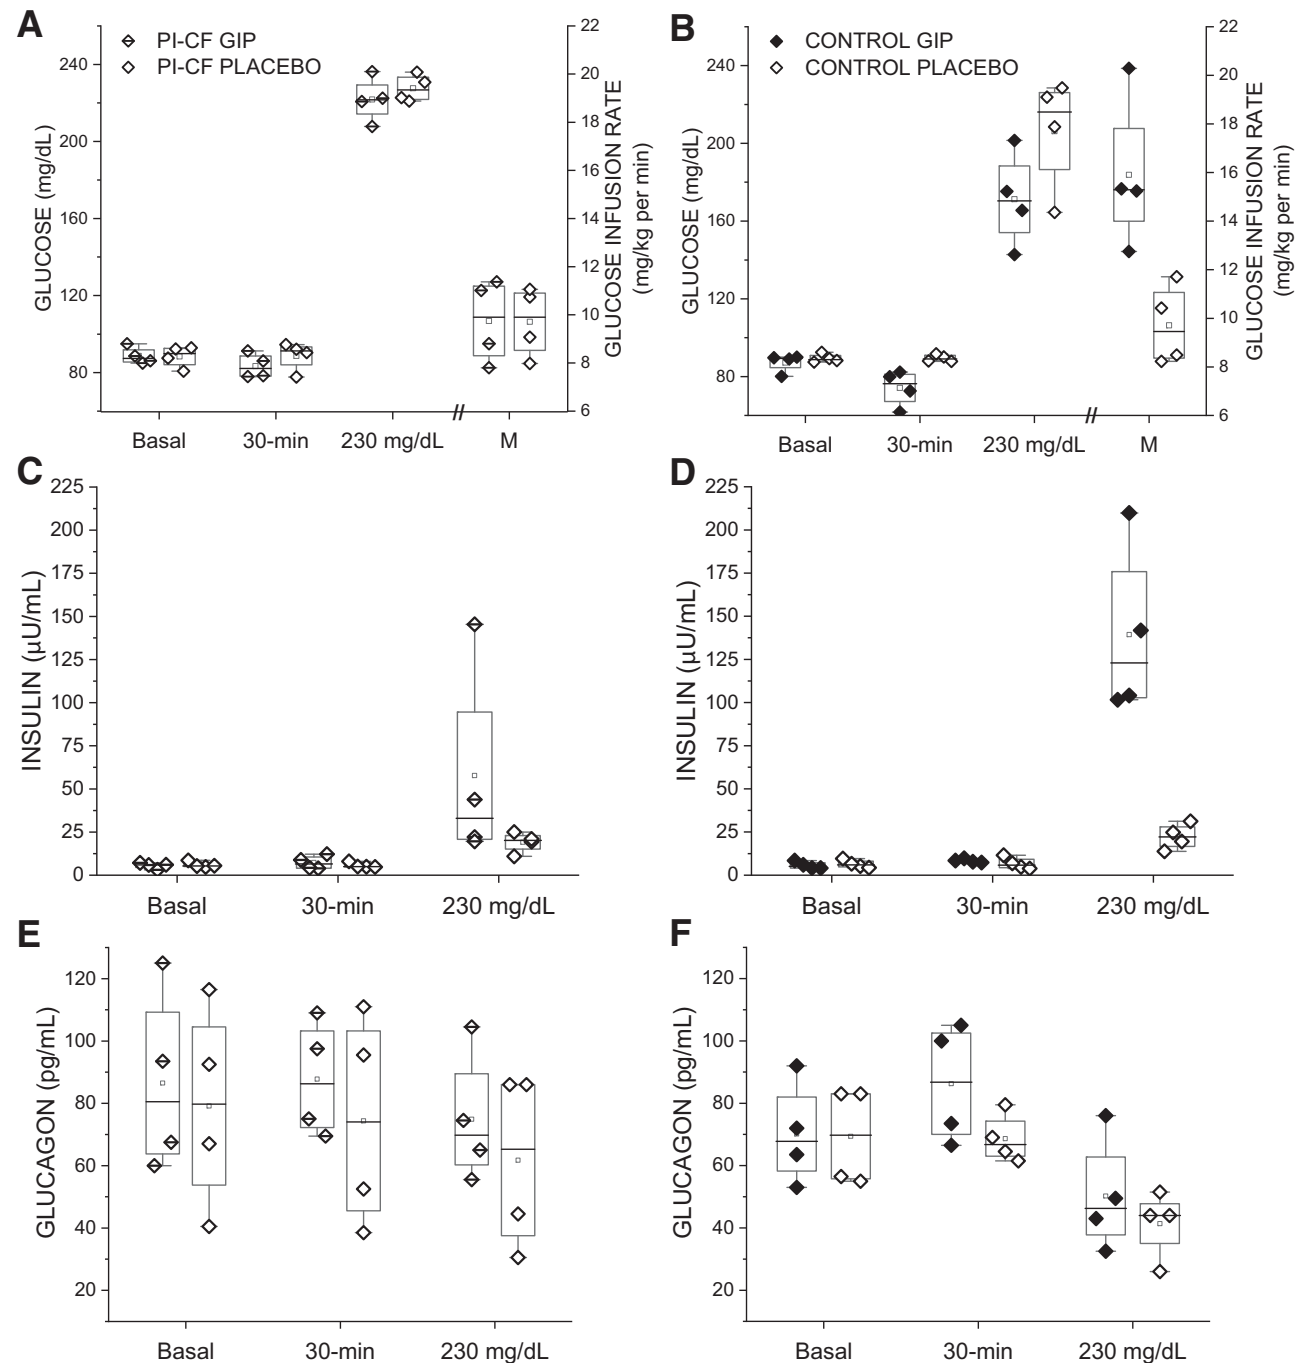 A
PI-CF GIP
PI-CF PLACEBO
GLUCOSE (mg/dL)
240
200
160
120
80
22
20
18
16
14
12
10
8
6
GLUCOSE INFUSION RATE
(mg/kg per min)
Basal 30-min 230 mg/dL M
B
CONTROL GIP
CONTROL PLACEBO
GLUCOSE (mg/dL)
240
200
160
120
80
22
20
18
16
14
12
10
8
6
GLUCOSE INFUSION RATE
(mg/kg per min)
Basal 30-min 230 mg/dL M
C
INSULIN (µU/mL)
225
200
175
150
125
100
75
50
25
0
Basal 30-min 230 mg/dL
D
INSULIN (µU/mL)
225
200
175
150
125
100
75
50
25
0
Basal 30-min 230 mg/dL
E
GLUCAGON (pg/mL)
120
100
80
60
40
20
Basal 30-min 230 mg/dL
F
GLUCAGON (pg/mL)
120
100
80
60
40
20
Basal 30-min 230 mg/dL